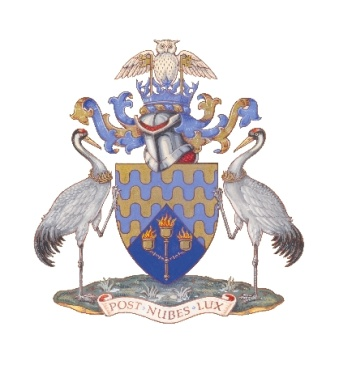 POST · NUBES · LUX